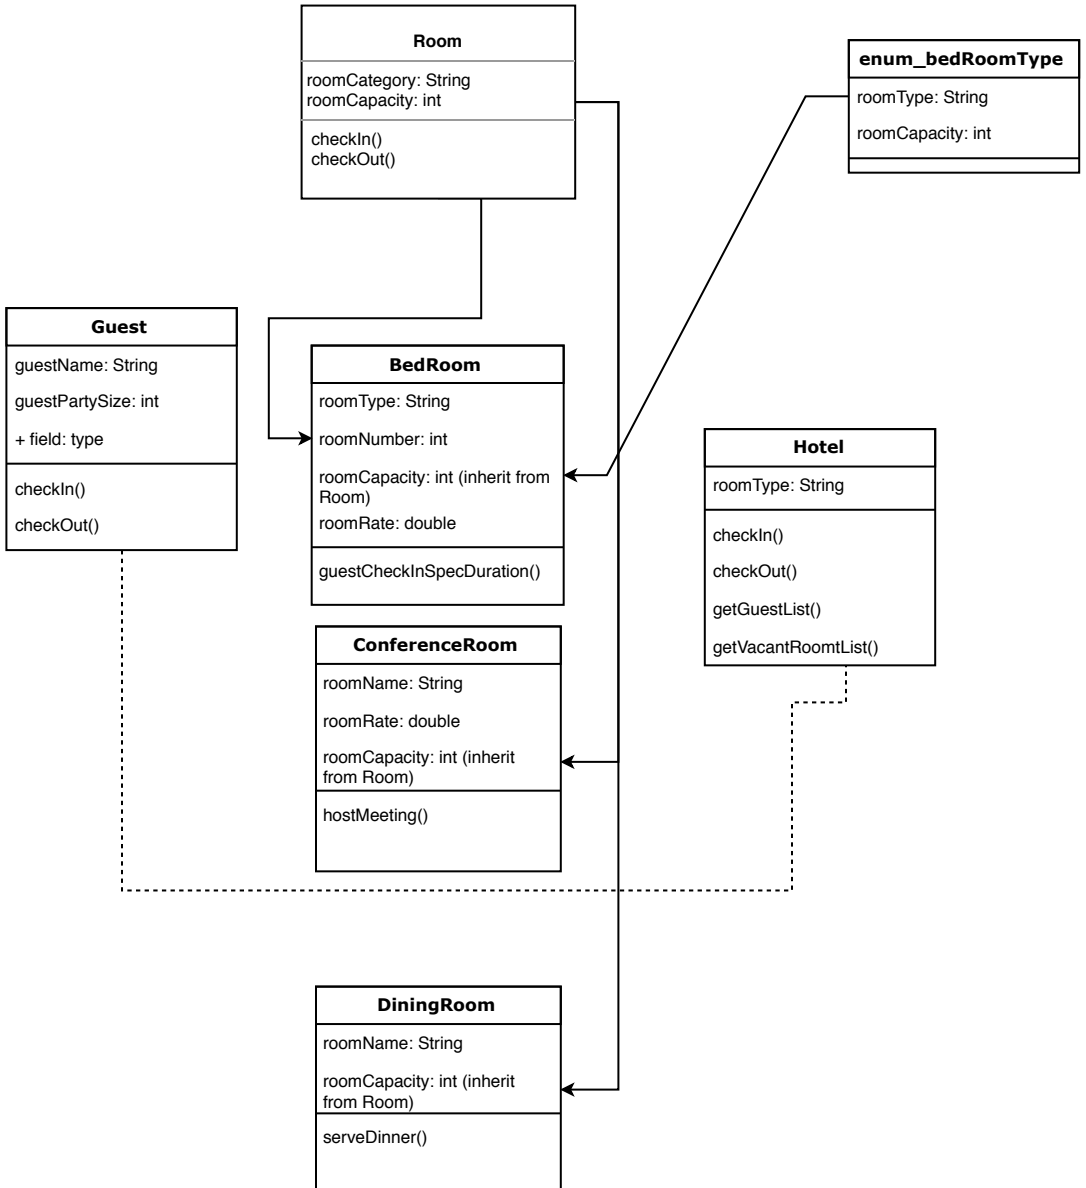 Room
roomCategory: String
roomCapacity: int
checkIn()
checkOut()
enum_bedRoomType
roomType: String
roomCapacity: int
Guest
guestName: String
guestPartySize: int
+ field: type
checkIn()
checkOut()
BedRoom
roomType: String
roomNumber: int
roomCapacity: int (inherit from
Room)
roomRate: double
guestCheckInSpecDuration()
Hotel
roomType: String
checkIn()
checkOut()
getGuestList()
getVacantRoomtList()
ConferenceRoom
roomName: String
roomRate: double
roomCapacity: int (inherit
from Room)
hostMeeting()
DiningRoom
roomName: String
roomCapacity: int (inherit
from Room)
serveDinner()